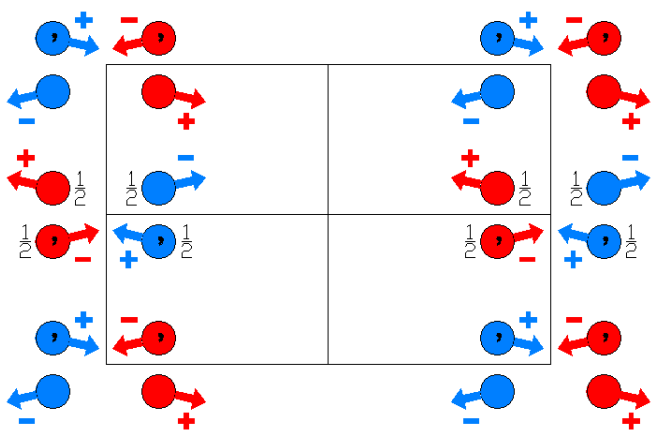 + − + −
, , , ,
− + − +
+ − + −
1/2 1/2 1/2 1/2
1/2 , , 1/2 1/2 , , 1/2
− + − +
+ − + −
, , , ,
− + − +